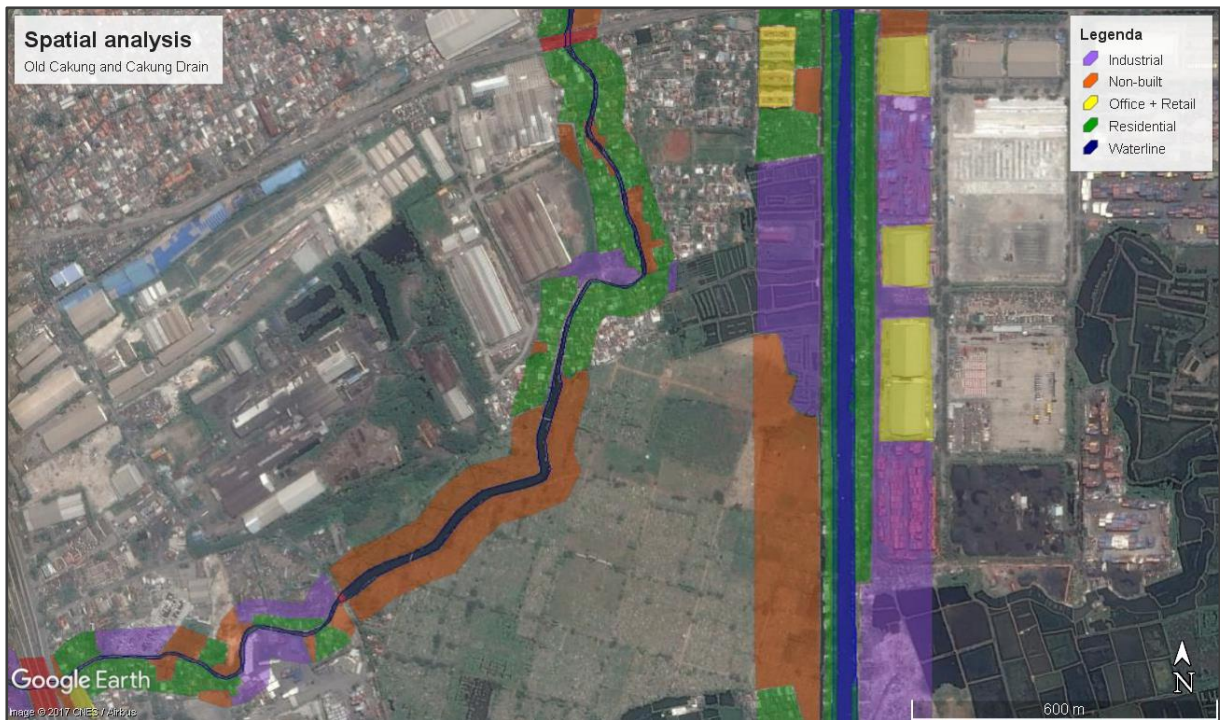 Spatial analysis
Old Cakung and Cakung Drain
Legenda
Industrial
Non-built
Office + Retail
Residential
Waterline
Google Earth
Image © 2017 CNES / Airbus
N
600 m